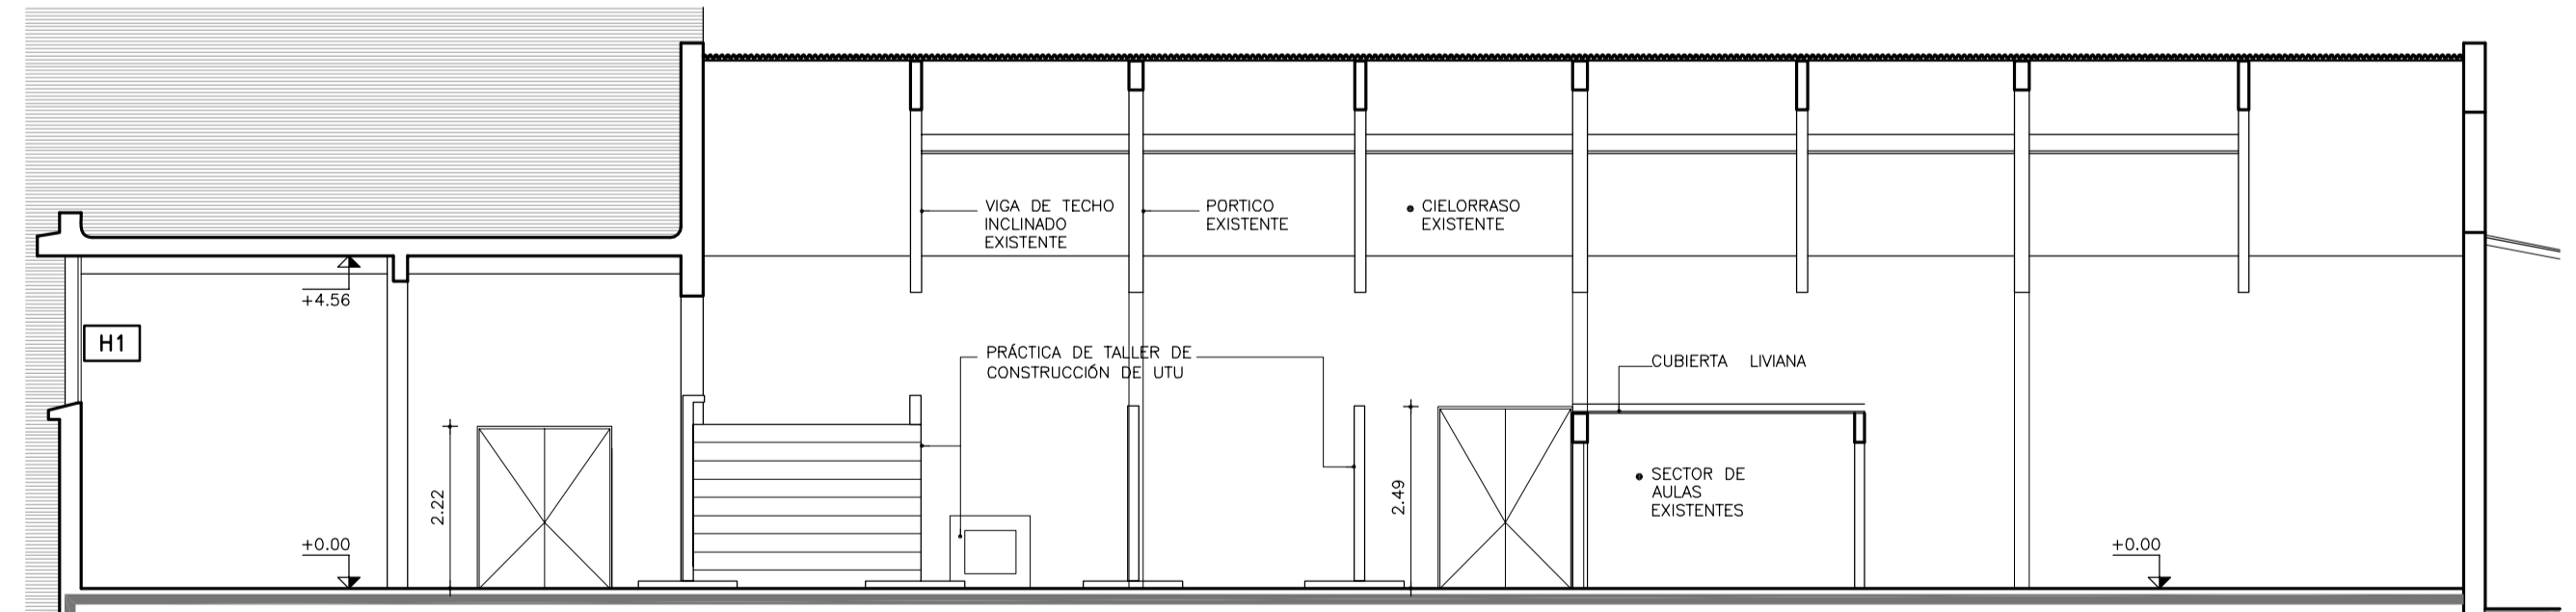 VIGA DE TECHO
INCLINADO
EXISTENTE
PORTICO
EXISTENTE
CIELORRASO
EXISTENTE
+4.56
H1
PRÁCTICA DE TALLER DE
CONSTRUCCIÓN DE UTU
CUBIERTA LIVIANA
2.22
2.49
SECTOR DE
AULAS
EXISTENTES
+0.00
+0.00